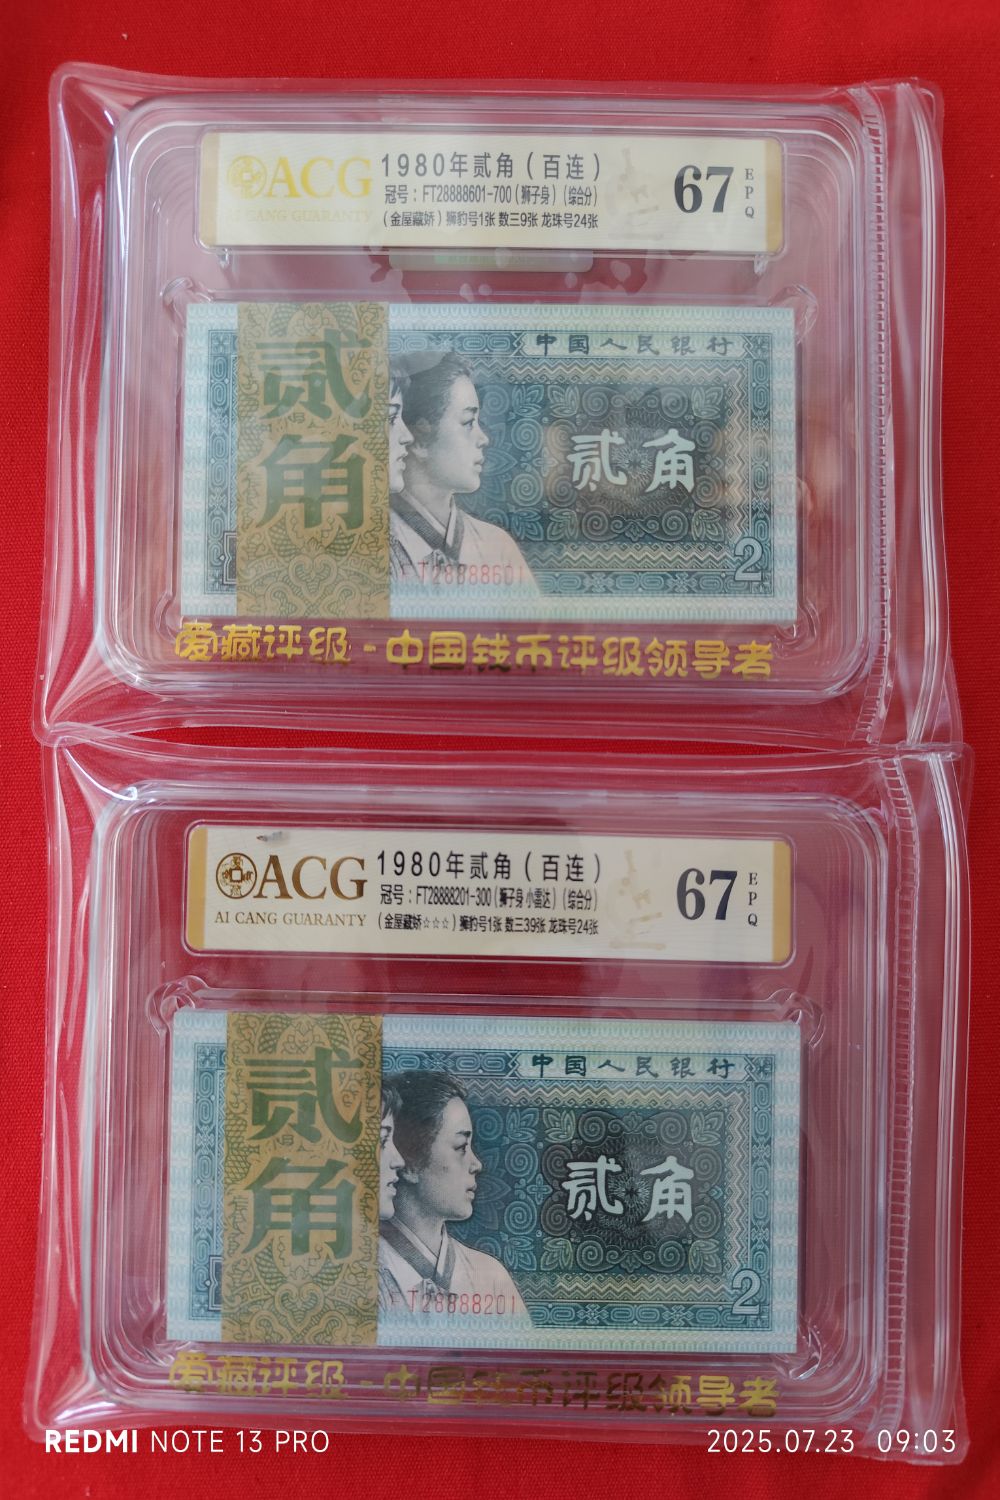 ACG
AI CANG GUARANTY
1980年贰角（百连）
冠号：FT28888601-700（狮子身）（综合分）
（金屋藏娇）狮豹号1张 数三9张 龙珠号24张
67
EPQ
贰角
中国人民银行
贰角
FT28888601
2
爱藏评级-中国钱币评级领导者
ACG
AI CANG GUARANTY
1980年贰角（百连）
冠号：FT28888201-300（狮子身 小雷达）（综合分）
（金屋藏娇☆☆☆）狮豹号1张 数三39张 龙珠号24张
67
EPQ
贰角
中国人民银行
贰角
FT28888201
2
爱藏评级-中国钱币评级领导者
REDMI NOTE 13 PRO
2025.07.23 09:03